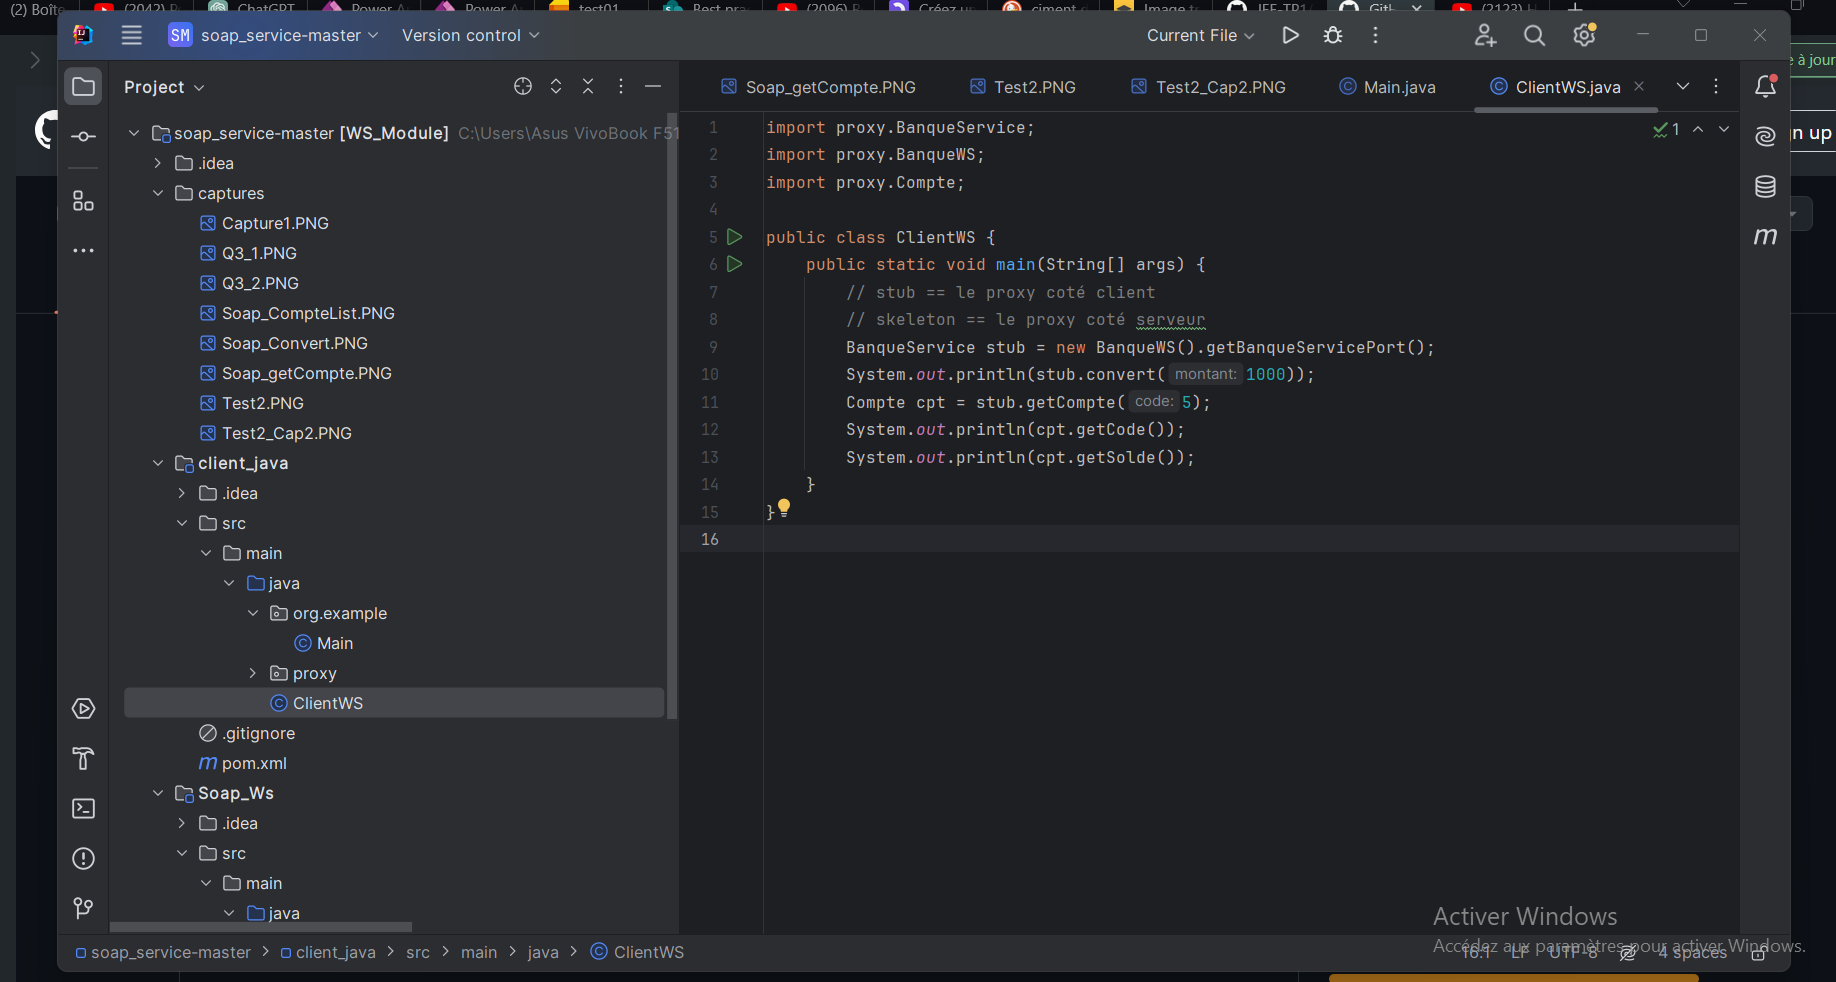 (2) Boît
ChatGPT
Power A
Power A
test01
Best pra
Créez u
ciment d
Image t
JEE-TP1
soap_service-master
Version control
Current File
SM
Project
Soap_getCompte.PNG
Test2.PNG
Test2_Cap2.PNG
Main.java
ClientWS.java
soap_service-master [WS_Module] C:\Users\Asus VivoBook F51
.idea
captures
Capture1.PNG
Q3_1.PNG
Q3_2.PNG
Soap_CompteList.PNG
Soap_Convert.PNG
Soap_getCompte.PNG
Test2.PNG
Test2_Cap2.PNG
client_java
.idea
src
main
java
org.example
Main
proxy
ClientWS
.gitignore
pom.xml
Soap_Ws
.idea
src
main
java
1 import proxy.BanqueService;
2 import proxy.BanqueWS;
3 import proxy.Compte;
4
5 public class ClientWS {
6 public static void main(String[] args) {
7 // stub == le proxy coté client
8 // skeleton == le proxy coté serveur
9 BanqueService stub = new BanqueWS().getBanqueServicePort();
10 System.out.println(stub.convert( montant: 1000));
11 Compte cpt = stub.getCompte( code: 5);
12 System.out.println(cpt.getCode());
13 System.out.println(cpt.getSolde());
14 }
15 }
16
1
m
e à jour
n up
Activer Windows
Accédez aux paramètres pour activer Windows.
soap_service-master > client_java > src > main > java > ClientWS
16:1 LF UTF-8 4 spaces